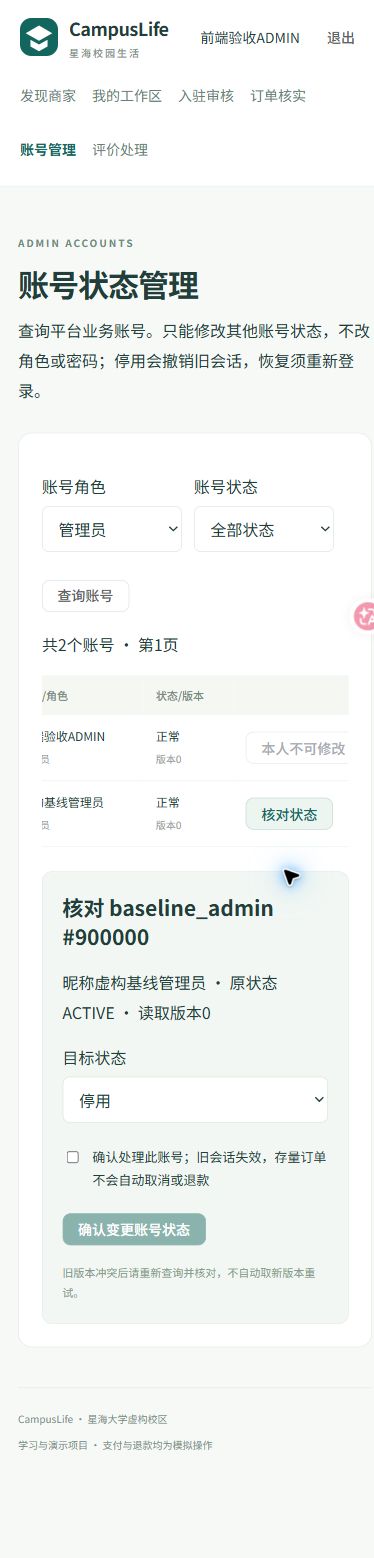 CampusLife
星海校园生活
前端验收ADMIN
退出
发现商家 我的工作区 入驻审核 订单核实
账号管理 评价处理
ADMIN ACCOUNTS
账号状态管理
查询平台业务账号。只能修改其他账号状态，不改
角色或密码；停用会撤销旧会话，恢复须重新登
录。
账号角色 账号状态
管理员 全部状态
查询账号
共2个账号 · 第1页
/角色 状态/版本
验收ADMIN 正常 本人不可修改
员 版本0
基线管理员 正常 核对状态
员 版本0
核对 baseline_admin
#900000
昵称虚构基线管理员 · 原状态
ACTIVE · 读取版本0
目标状态
停用
确认处理此账号；旧会话失效，存量订单
不会自动取消或退款
确认变更账号状态
旧版本冲突后请重新查询并核对，不自动取新版本重
试。
CampusLife · 星海大学虚构校区
学习与演示项目 · 支付与退款均为模拟操作